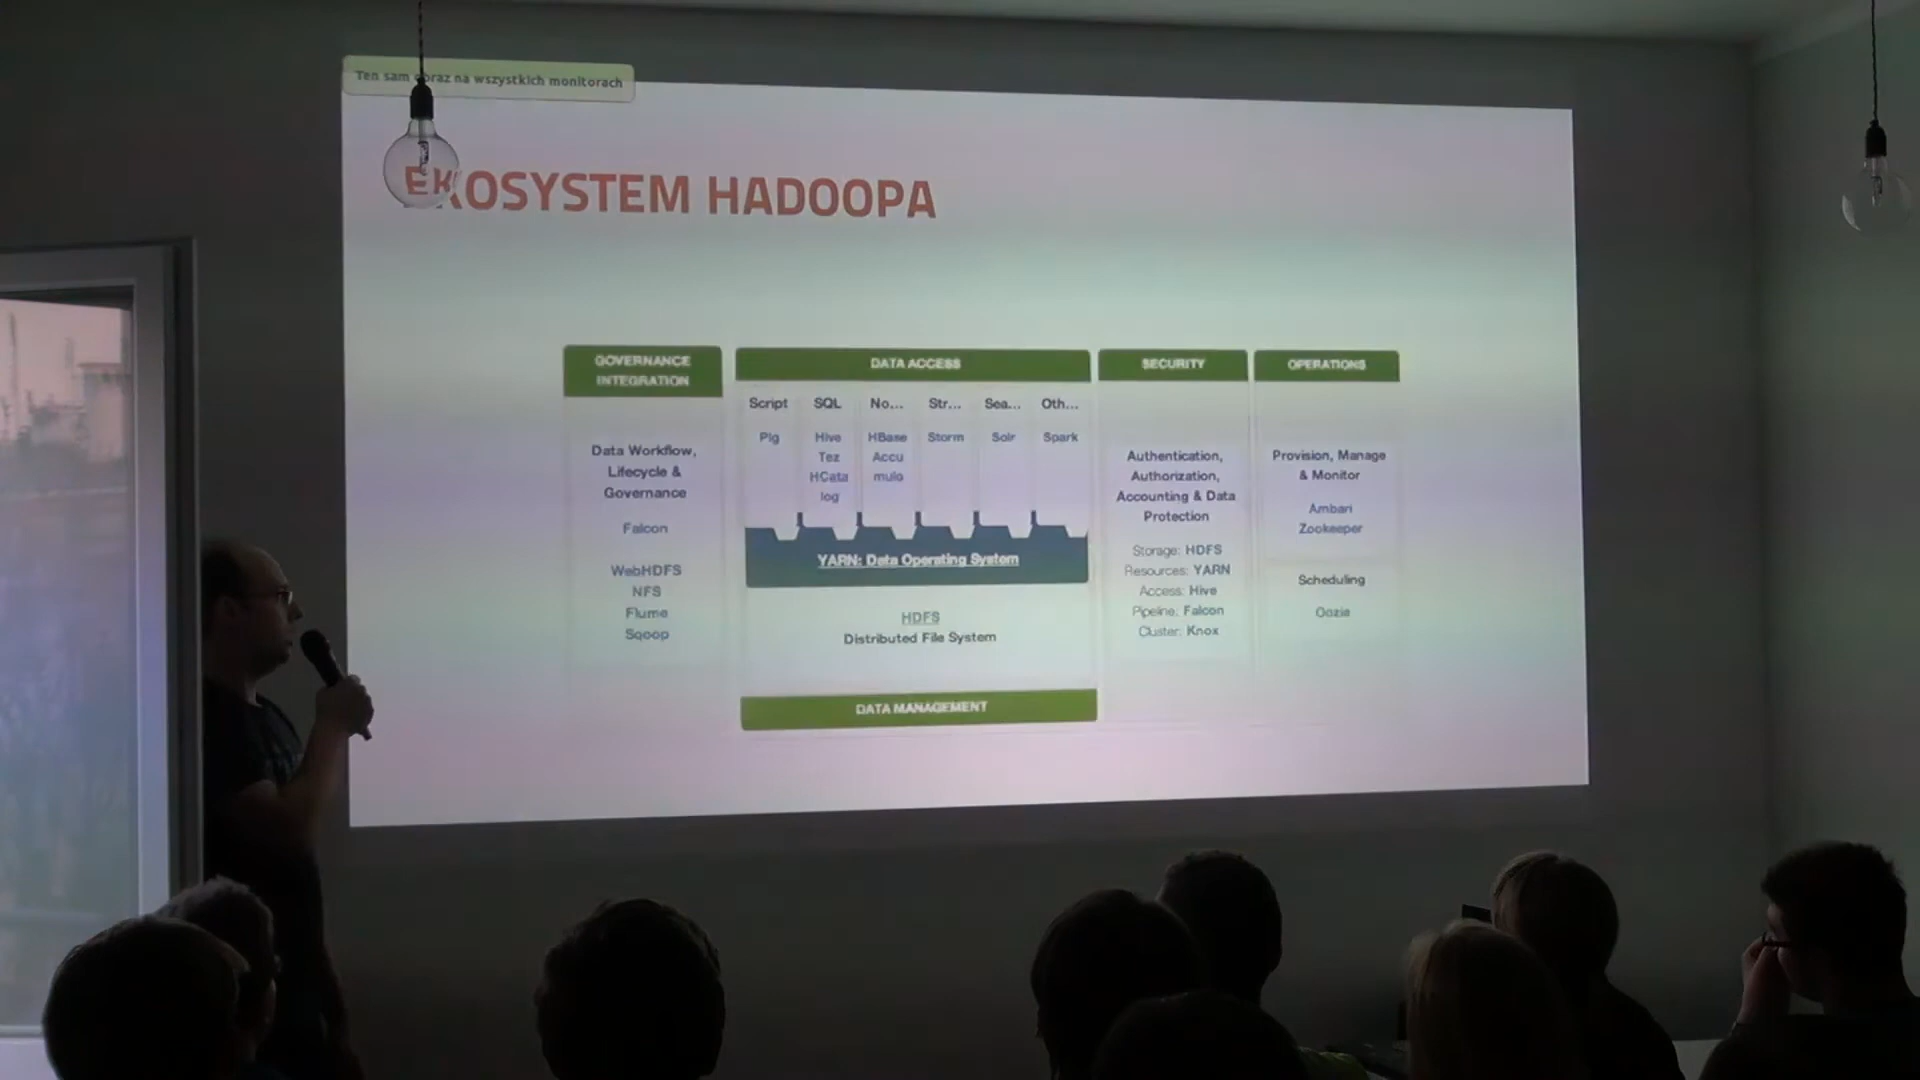 Ten sam obraz na wszystkich monitorach
EKOSYSTEM HADOOPA
GOVERNANCE
INTEGRATION
Data Workflow,
Lifecycle &
Governance
Falcon
WebHDFS
NFS
Flume
Sqoop
DATA ACCESS
Script
Pig
SQL
Hive
Tez
HCata
log
No...
HBase
Accu
mulo
Str...
Storm
Sea...
Solr
Oth...
Spark
YARN: Data Operating System
HDFS
Distributed File System
DATA MANAGEMENT
SECURITY
Authentication,
Authorization,
Accounting & Data
Protection
Storage: HDFS
Resources: YARN
Access: Hive
Pipeline: Falcon
Cluster: Knox
OPERATIONS
Provision, Manage
& Monitor
Ambari
Zookeeper
Scheduling
Oozie